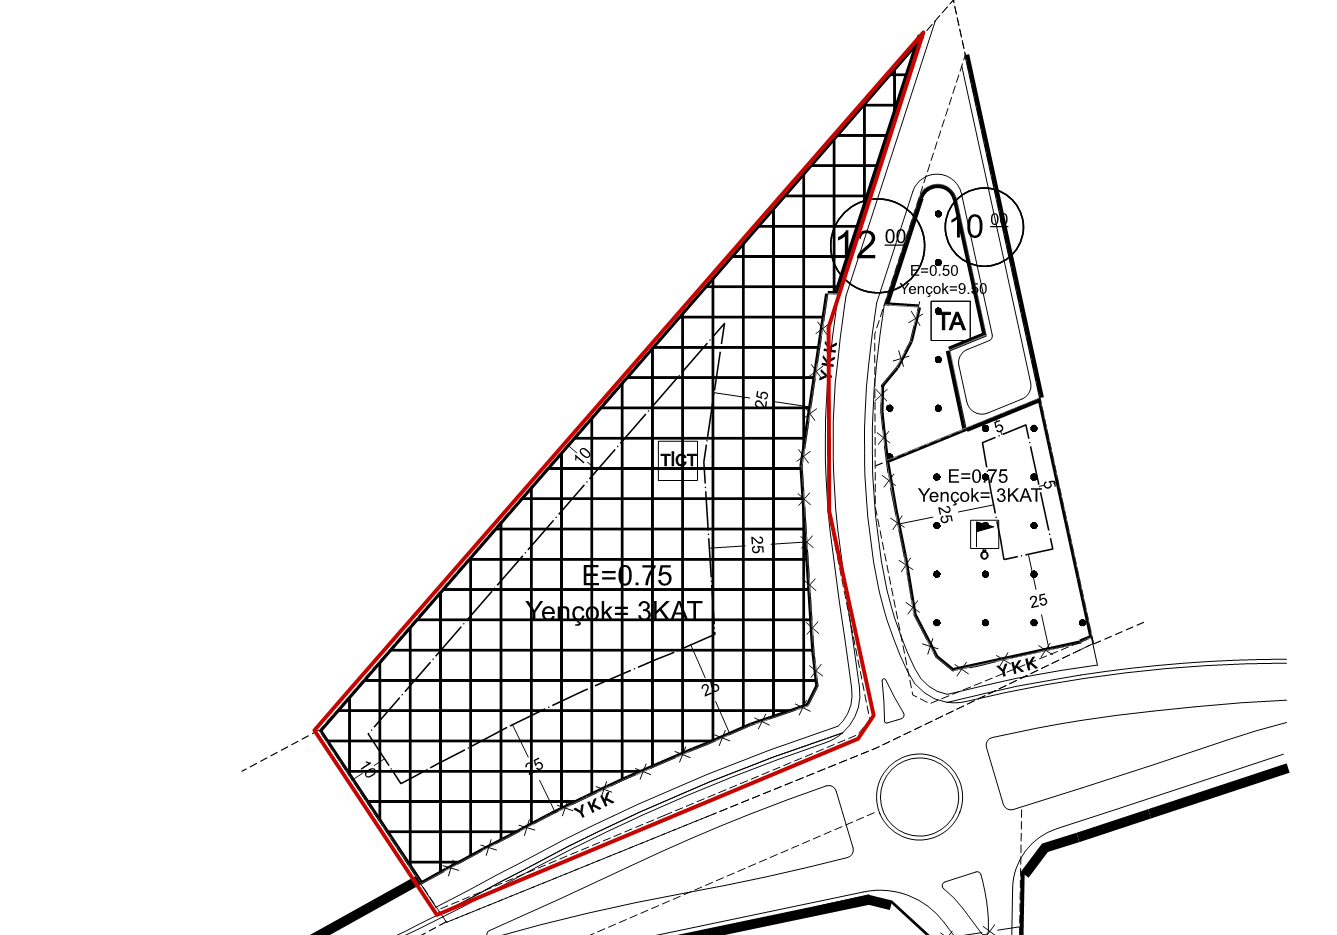 12 00
10 00
E=0.50
Yençok=9.50
TA
YKK
25
10
TİCT
5
E=0.75
Yençok= 3KAT
5
25
25
E=0.75
Yençok= 3KAT
25
25
YKK
10
25
YKK